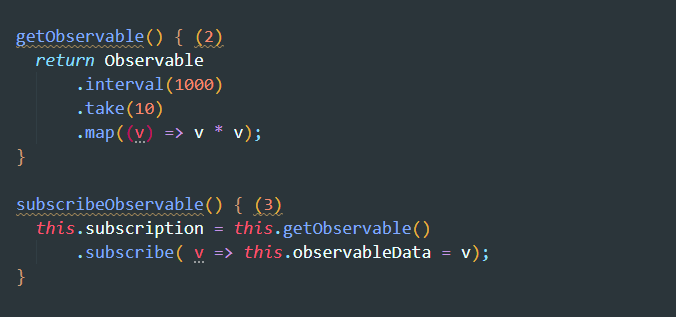 getObservable() { (2)
return Observable
.interval(1000)
.take(10)
.map((v) => v * v);
}
subscribeObservable() { (3)
this.subscription = this.getObservable()
.subscribe( v => this.observableData = v);
}